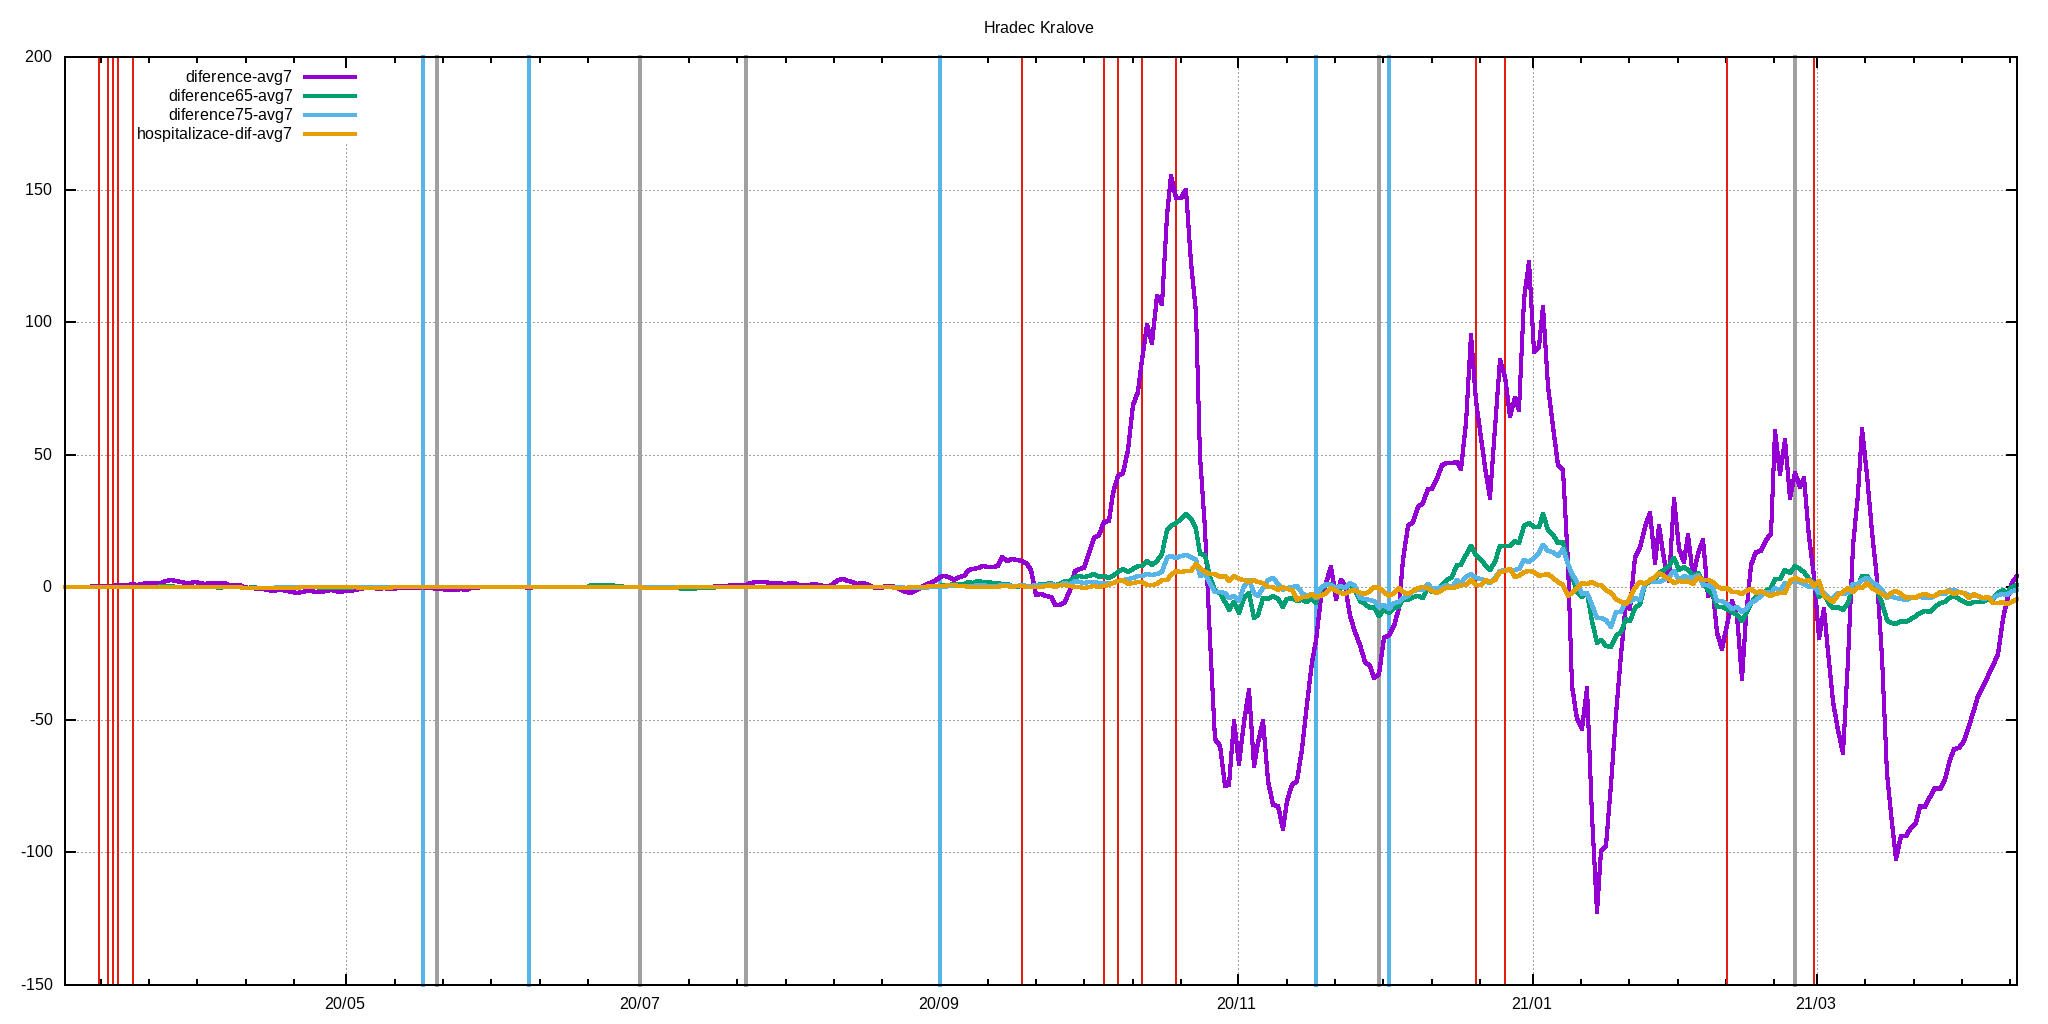 Hradec Kralove
diference-avg7
diference65-avg7
diference75-avg7
hospitalizace-dif-avg7
200
150
100
50
0
-50
-100
-150
20/05 20/07 20/09 20/11 21/01 21/03